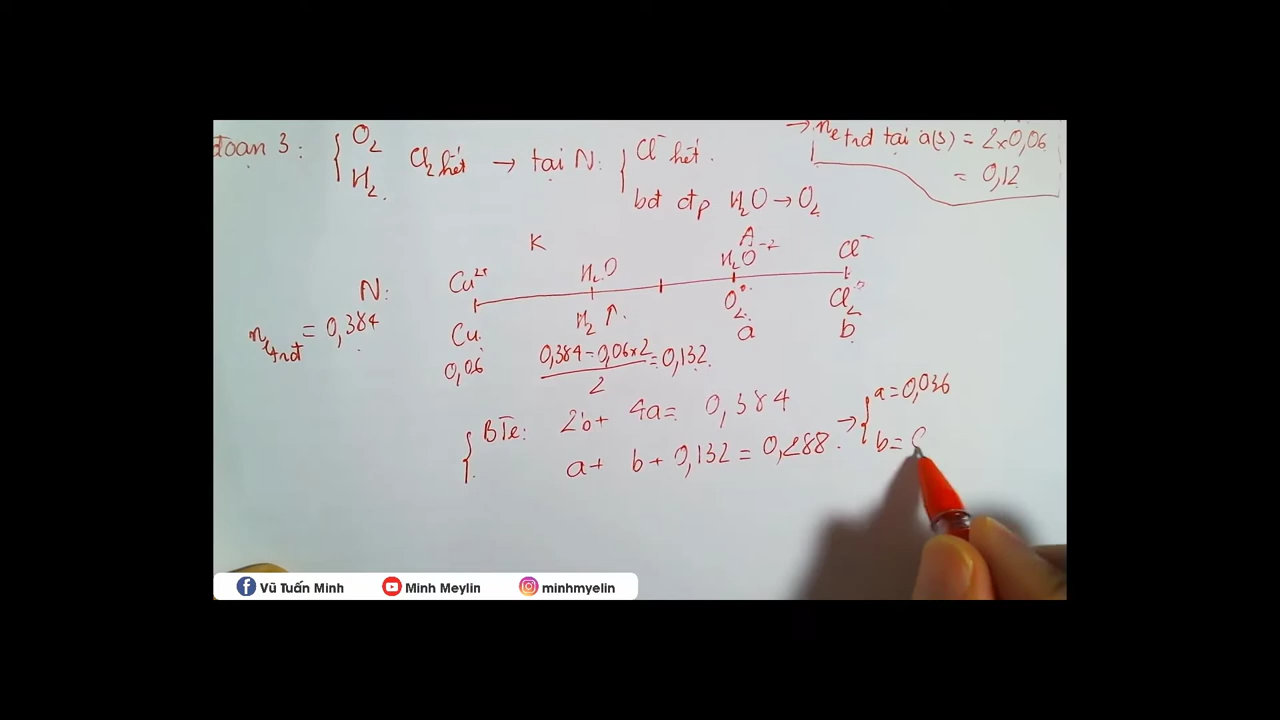 đoạn 3: { O₂ H₂ Cl₂ hết → tại N: { Cl⁻ hết.
bđ đp H₂O → O₂
→ nₑ trđ tại a(s) = 2×0,06
= 0,12
K A
N: Cu²⁺ H₂O H₂O⁻² Cl⁻
nₑ trđ = 0,384
Cu H₂↑ O₂⁰ Cl₂⁰
0,06 (0,384 - 0,06×2)/2 = 0,132 a b
{ BTe: 2b + 4a = 0,384 → { a = 0,036
a + b + 0,132 = 0,288. b =
Vũ Tuấn Minh Minh Meylin minhmyelin